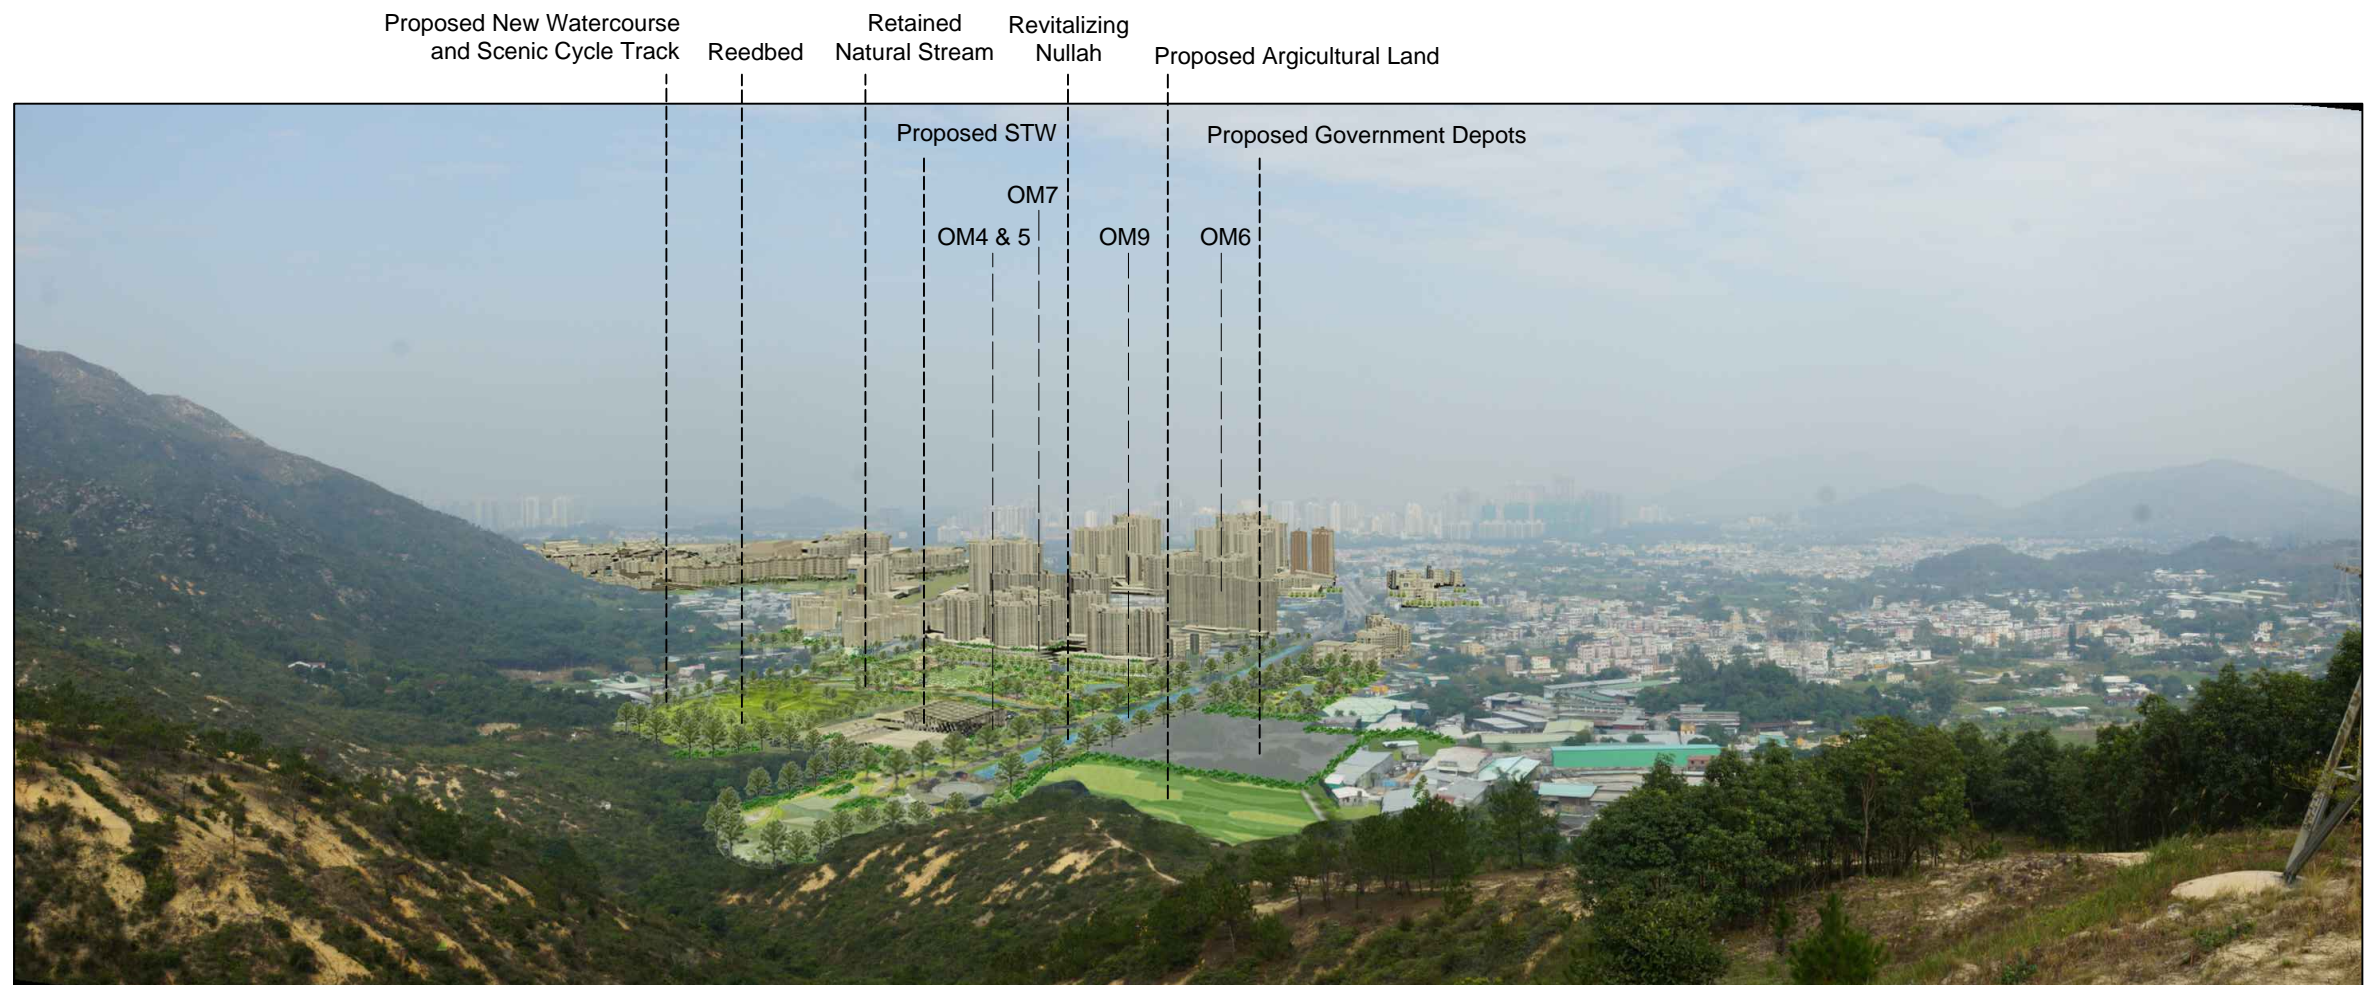 Proposed New Watercourse
and Scenic Cycle Track
Reedbed
Retained
Natural Stream
Revitalizing
Nullah
Proposed Argicultural Land
Proposed STW
Proposed Government Depots
OM7
OM4 & 5
OM9
OM6